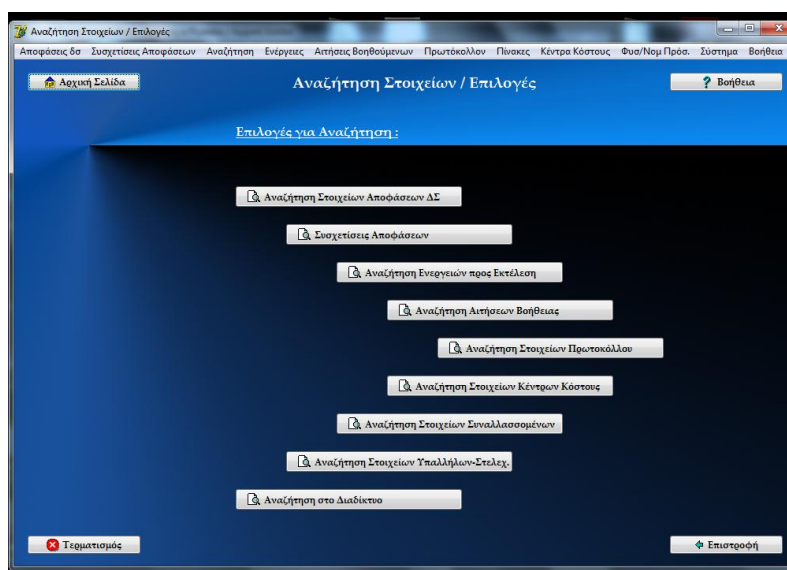 Αναζήτηση Στοιχείων / Επιλογές
Αποφάσεις δσ Συσχετίσεις Αποφάσεων Αναζήτηση Ενέργειες Αιτήσεις Βοηθούμενων Πρωτόκολλον Πίνακες Κέντρα Κόστους Φυσ/Νομ Πρόσ. Σύστημα Βοήθεια
Αρχική Σελίδα
Αναζήτηση Στοιχείων / Επιλογές
Βοήθεια
Επιλογές για Αναζήτηση :
Αναζήτηση Στοιχείων Αποφάσεων ΔΣ
Συσχετίσεις Αποφάσεων
Αναζήτηση Ενεργειών προς Εκτέλεση
Αναζήτηση Αιτήσεων Βοήθειας
Αναζήτηση Στοιχείων Πρωτοκόλλου
Αναζήτηση Στοιχείων Κέντρων Κόστους
Αναζήτηση Στοιχείων Συναλλασσομένων
Αναζήτηση Στοιχείων Υπαλλήλων-Στελεχ.
Αναζήτηση στο Διαδίκτυο
Τερματισμός
Επιστροφή